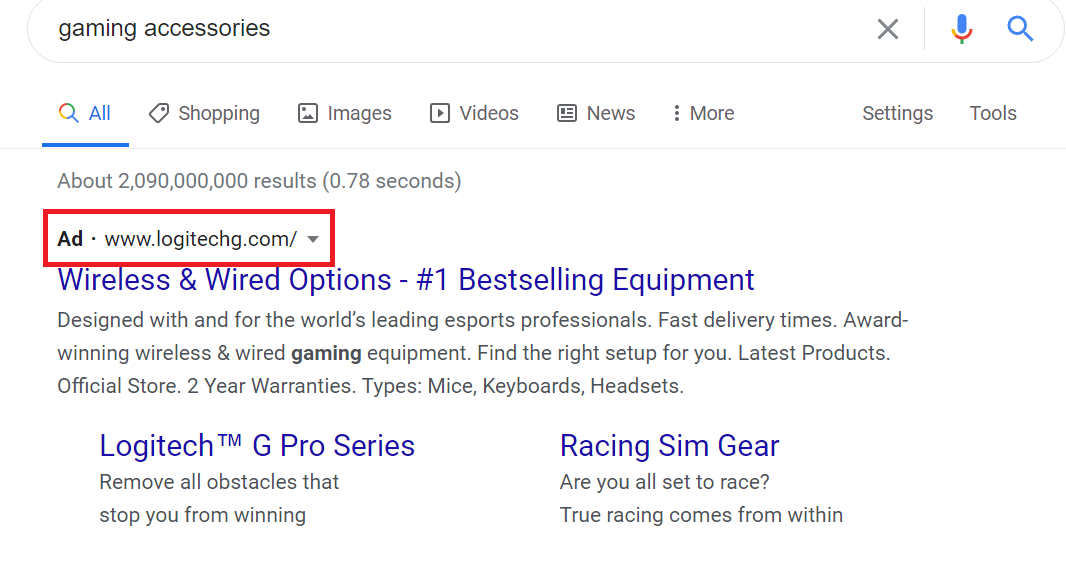 gaming accessories
All Shopping Images Videos News More Settings Tools
About 2,090,000,000 results (0.78 seconds)
Ad · www.logitechg.com/
Wireless & Wired Options - #1 Bestselling Equipment
Designed with and for the world’s leading esports professionals. Fast delivery times. Award-
winning wireless & wired gaming equipment. Find the right setup for you. Latest Products.
Official Store. 2 Year Warranties. Types: Mice, Keyboards, Headsets.
Logitech™ G Pro Series
Remove all obstacles that
stop you from winning
Racing Sim Gear
Are you all set to race?
True racing comes from within